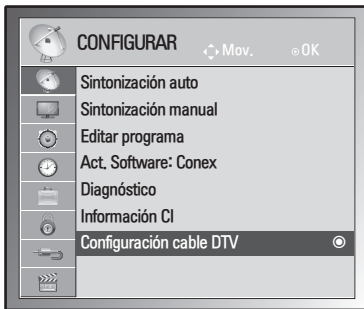 CONFIGURAR Mov. OK
Sintonización auto
Sintonización manual
Editar programa
Act. Software: Conex
Diagnóstico
Información CI
Configuración cable DTV